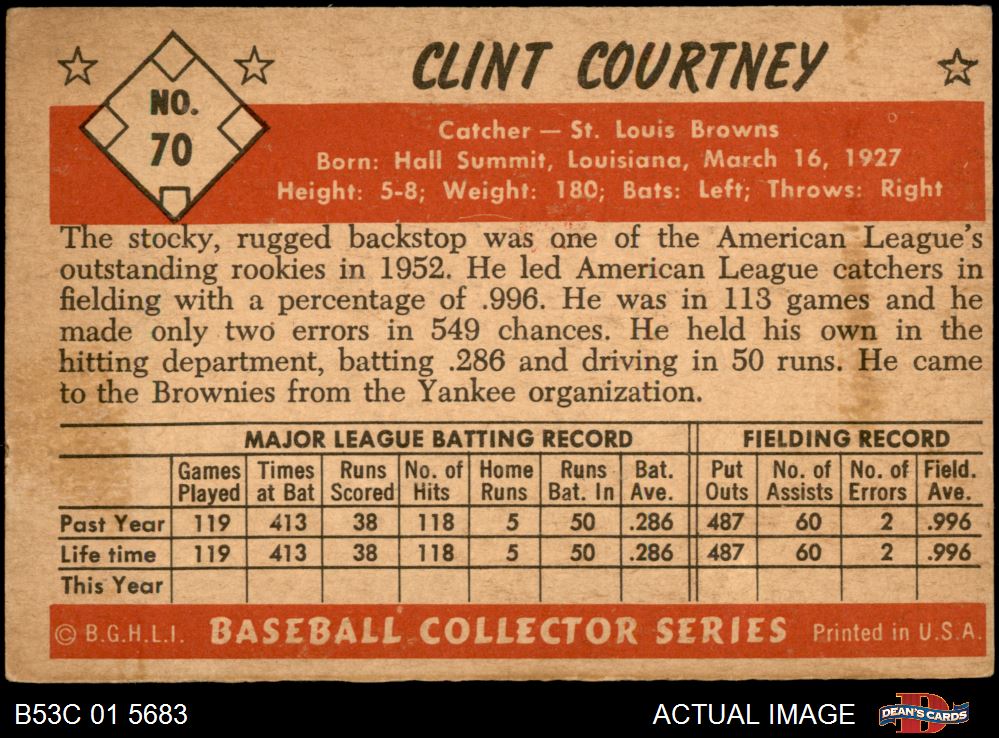 CLINT COURTNEY
NO.
70
Catcher — St. Louis Browns
Born: Hall Summit, Louisiana, March 16, 1927
Height: 5-8; Weight: 180; Bats: Left; Throws: Right
The stocky, rugged backstop was one of the American League's
outstanding rookies in 1952. He led American League catchers in
fielding with a percentage of .996. He was in 113 games and he
made only two errors in 549 chances. He held his own in the
hitting department, batting .286 and driving in 50 runs. He came
to the Brownies from the Yankee organization.
MAJOR LEAGUE BATTING RECORD FIELDING RECORD
Games Times Runs No. of Home Runs Bat. Put No. of No. of Field.
Played at Bat Scored Hits Runs Bat. In Ave. Outs Assists Errors Ave.
Past Year 119 413 38 118 5 50 .286 487 60 2 .996
Life time 119 413 38 118 5 50 .286 487 60 2 .996
This Year
© B.G.H.L.I. BASEBALL COLLECTOR SERIES Printed in U.S.A.
B53C 01 5683 ACTUAL IMAGE DEAN'S CARDS